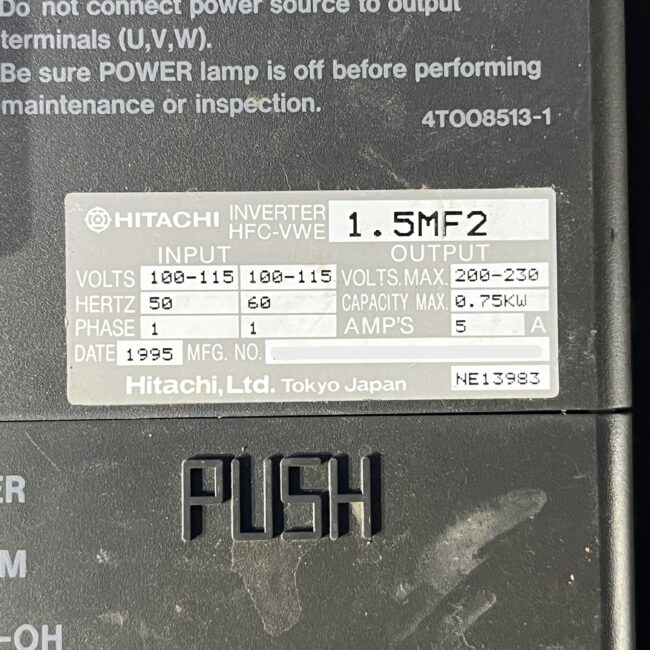 Do not connect power source to output
terminals (U,V,W).
Be sure POWER lamp is off before performing
maintenance or inspection.
4T008513-1
HITACHI INVERTER HFC-VWE 1.5MF2
INPUT OUTPUT
VOLTS 100-115 100-115 VOLTS.MAX. 200-230
HERTZ 50 60 CAPACITY MAX. 0.75KW
PHASE 1 1 AMP'S 5 A
DATE 1995 MFG. NO.
Hitachi, Ltd. Tokyo Japan NE13983
PUSH
ER
M
-OH